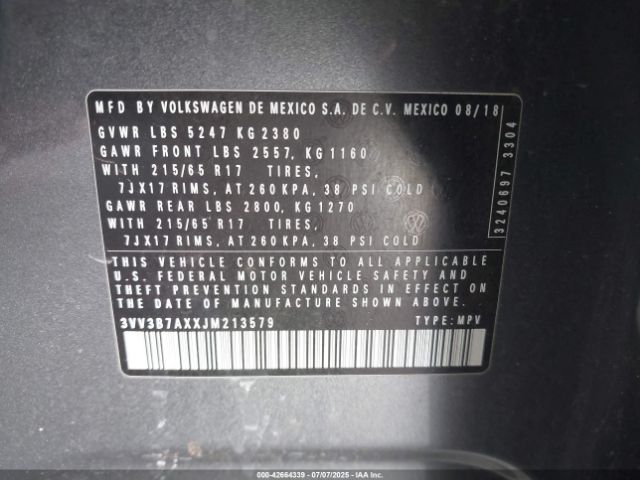 MFD BY VOLKSWAGEN DE MEXICO S.A. DE C.V. MEXICO 08/18
GVWR LBS 5247 KG 2380
GAWR FRONT LBS 2557, KG 1160
WITH 215/65 R17 TIRES,
7JX17 RIMS, AT 260 KPA, 38 PSI COLD
GAWR REAR LBS 2800, KG 1270
WITH 215/65 R17 TIRES,
7JX17 RIMS, AT 260 KPA, 38 PSI COLD
3240697 3304
THIS VEHICLE CONFORMS TO ALL APPLICABLE
U.S. FEDERAL MOTOR VEHICLE SAFETY AND
THEFT PREVENTION STANDARDS IN EFFECT ON
THE DATE OF MANUFACTURE SHOWN ABOVE.
3VV3B7AXXJM213579 TYPE: MPV
000-42664339 | 07/07/2025 | IAA Inc.